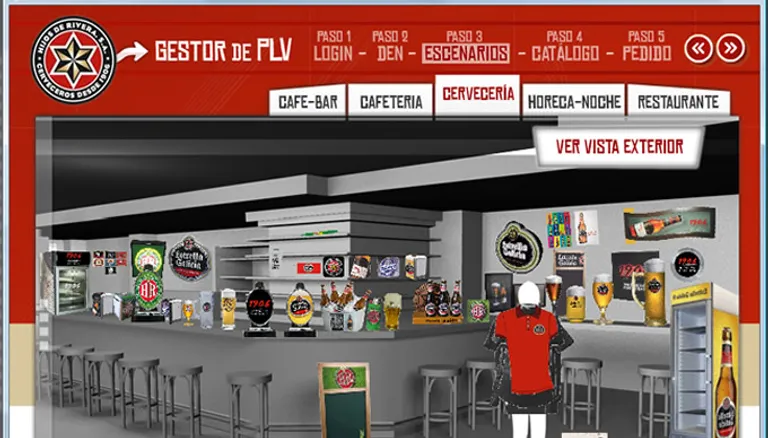 HIJOS DE RIVERA, S.A.
CERVECEROS DESDE 1906
GESTOR DE PLV
PASO 1
LOGIN -
PASO 2
DEN -
PASO 3
ESCENARIOS
PASO 4
- CATÁLOGO -
PASO 5
PEDIDO
CAFE-BAR
CAFETERIA
CERVECERÍA
HORECA-NOCHE
RESTAURANTE
VER VISTA EXTERIOR
1906
Estrella
Galicia
1906
Estrella
Galicia
1906
Estrella Galicia